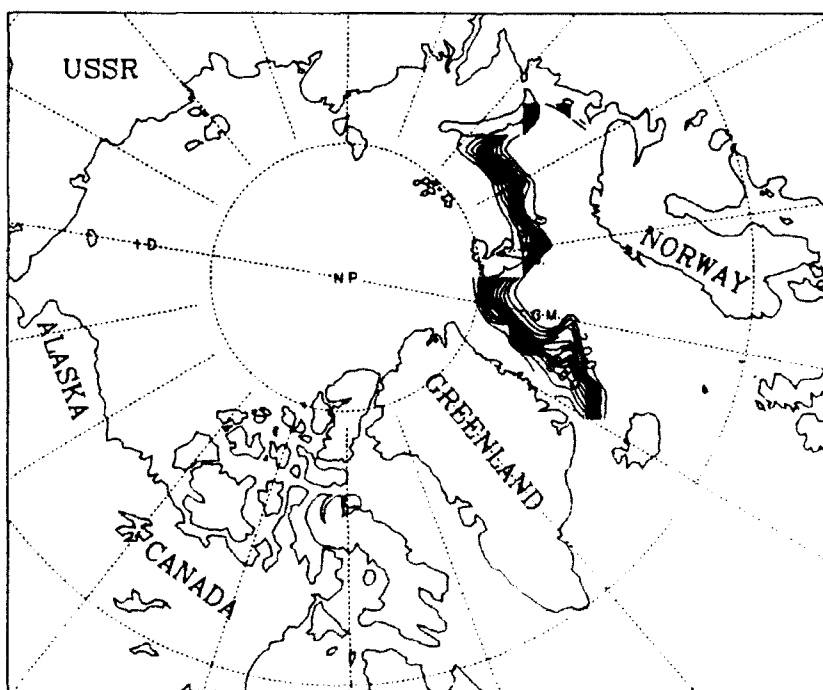 USSR
NORWAY
+D
NP
G·M·
ALASKA
GREENLAND
CANADA